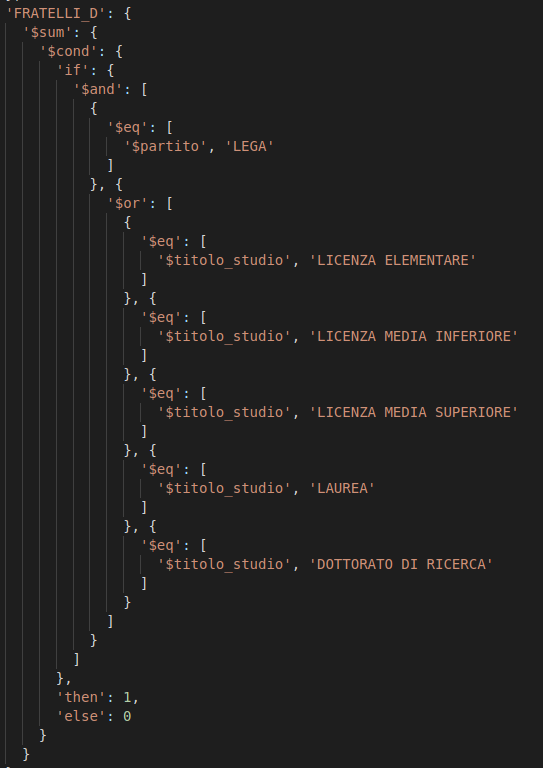 'FRATELLI_D': {
'$sum': {
'$cond': {
'if': {
'$and': [
{
'$eq': [
'$partito', 'LEGA'
]
}, {
'$or': [
{
'$eq': [
'$titolo_studio', 'LICENZA ELEMENTARE'
]
}, {
'$eq': [
'$titolo_studio', 'LICENZA MEDIA INFERIORE'
]
}, {
'$eq': [
'$titolo_studio', 'LICENZA MEDIA SUPERIORE'
]
}, {
'$eq': [
'$titolo_studio', 'LAUREA'
]
}, {
'$eq': [
'$titolo_studio', 'DOTTORATO DI RICERCA'
]
}
]
}
]
},
'then': 1,
'else': 0
}
}